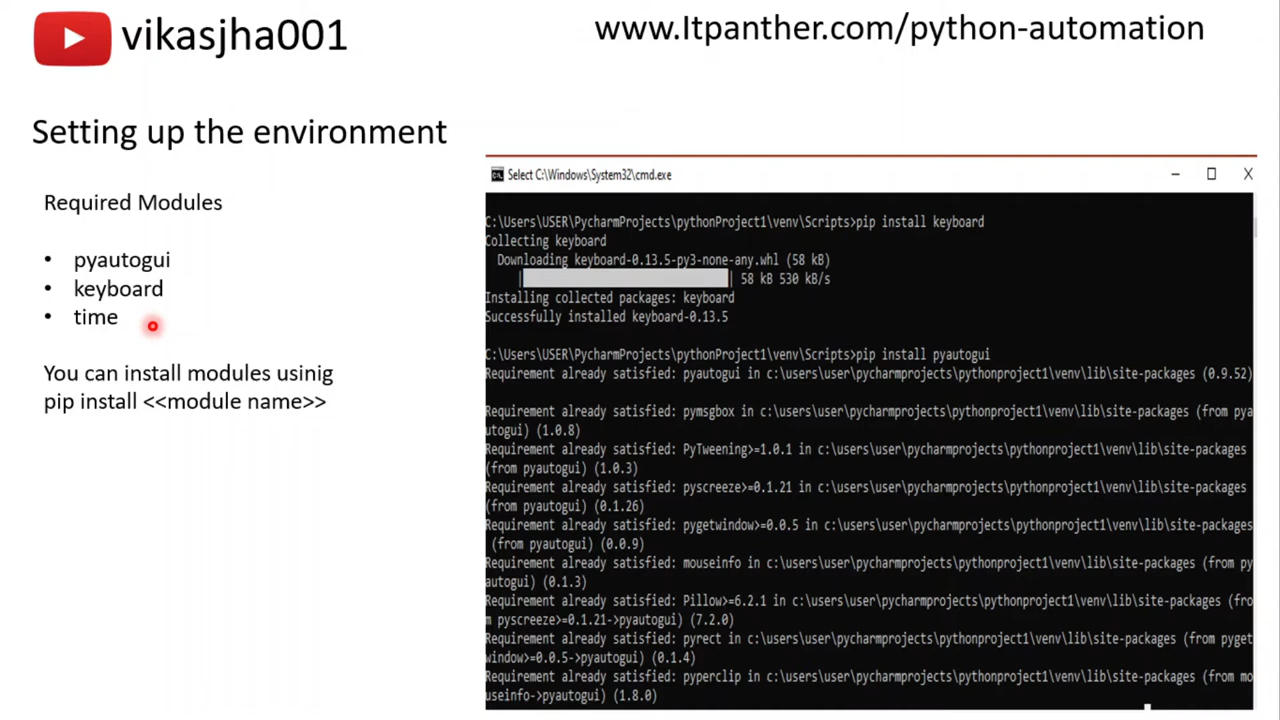 vikasjha001
www.Itpanther.com/python-automation
Setting up the environment
Required Modules
• pyautogui
• keyboard
• time
You can install modules usinig
pip install <<module name>>
Select C:\Windows\System32\cmd.exe
C:\Users\USER\PycharmProjects\pythonProject1\venv\Scripts>pip install keyboard
Collecting keyboard
Downloading keyboard-0.13.5-py3-none-any.whl (58 kB)
| | 58 kB 530 kB/s
Installing collected packages: keyboard
Successfully installed keyboard-0.13.5
C:\Users\USER\PycharmProjects\pythonProject1\venv\Scripts>pip install pyautogui
Requirement already satisfied: pyautogui in c:\users\user\pycharmprojects\pythonproject1\venv\lib\site-packages (0.9.52)
Requirement already satisfied: pymsgbox in c:\users\user\pycharmprojects\pythonproject1\venv\lib\site-packages (from pya
utogui) (1.0.8)
Requirement already satisfied: PyTweening>=1.0.1 in c:\users\user\pycharmprojects\pythonproject1\venv\lib\site-packages
(from pyautogui) (1.0.3)
Requirement already satisfied: pyscreeze>=0.1.21 in c:\users\user\pycharmprojects\pythonproject1\venv\lib\site-packages
(from pyautogui) (0.1.26)
Requirement already satisfied: pygetwindow>=0.0.5 in c:\users\user\pycharmprojects\pythonproject1\venv\lib\site-packages
(from pyautogui) (0.0.9)
Requirement already satisfied: mouseinfo in c:\users\user\pycharmprojects\pythonproject1\venv\lib\site-packages (from py
autogui) (0.1.3)
Requirement already satisfied: Pillow>=6.2.1 in c:\users\user\pycharmprojects\pythonproject1\venv\lib\site-packages (fro
m pyscreeze>=0.1.21->pyautogui) (7.2.0)
Requirement already satisfied: pyrect in c:\users\user\pycharmprojects\pythonproject1\venv\lib\site-packages (from pyget
window>=0.0.5->pyautogui) (0.1.4)
Requirement already satisfied: pyperclip in c:\users\user\pycharmprojects\pythonproject1\venv\lib\site-packages (from mo
useinfo->pyautogui) (1.8.0)